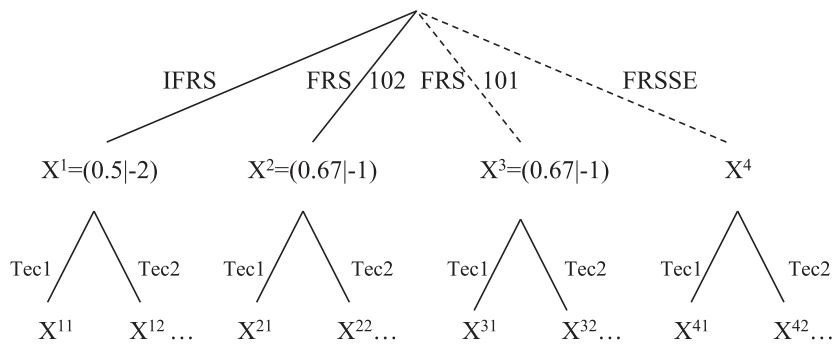 IFRS FRS 102 FRS 101 FRSSE
X¹=(0.5|-2) X²=(0.67|-1) X³=(0.67|-1) X⁴
Tec1 Tec2 Tec1 Tec2 Tec1 Tec2 Tec1 Tec2
X¹¹ X¹²... X²¹ X²²... X³¹ X³²... X⁴¹ X⁴²...